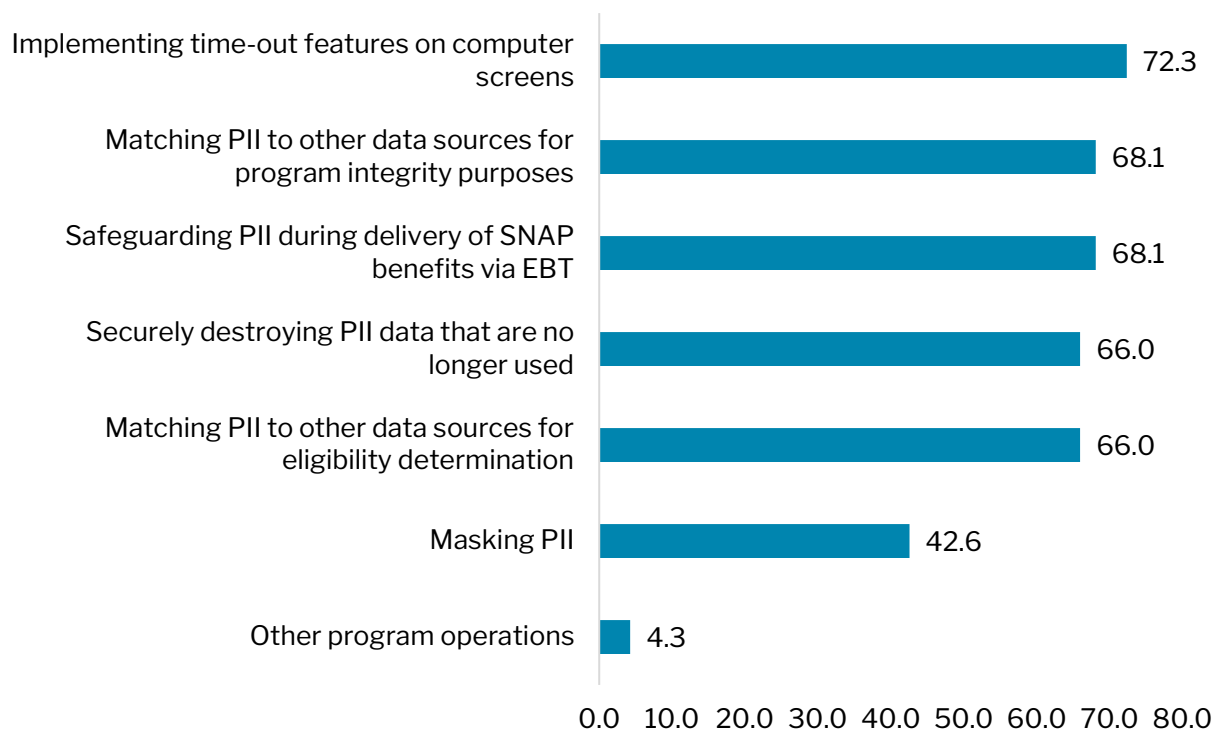 Implementing time-out features on computer
screens
72.3
Matching PII to other data sources for
program integrity purposes
68.1
Safeguarding PII during delivery of SNAP
benefits via EBT
68.1
Securely destroying PII data that are no
longer used
66.0
Matching PII to other data sources for
eligibility determination
66.0
Masking PII
42.6
Other program operations
4.3
0.0 10.0 20.0 30.0 40.0 50.0 60.0 70.0 80.0